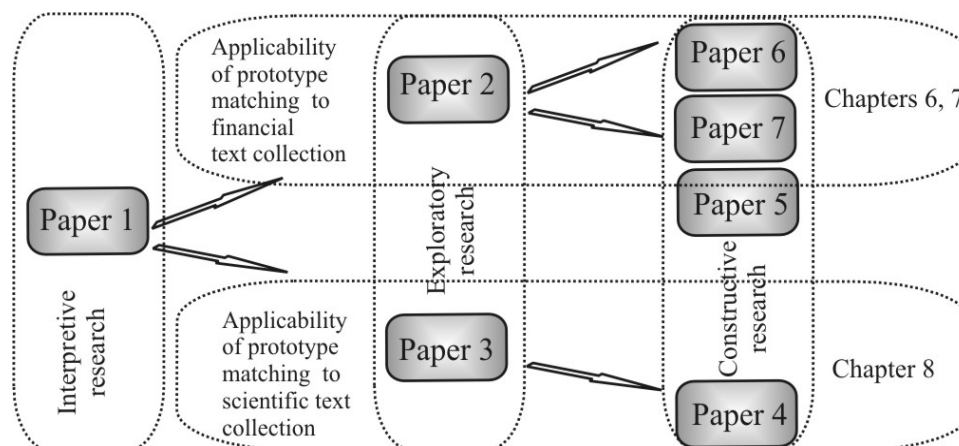 Applicability
of prototype
matching to
financial
text collection
Paper 1
Interpretive
research
Applicability
of prototype
matching to
scientific text
collection
Paper 2
Exploratory
research
Paper 3
Paper 6
Paper 7
Paper 5
Constructive
research
Paper 4
Chapters 6, 7
Chapter 8